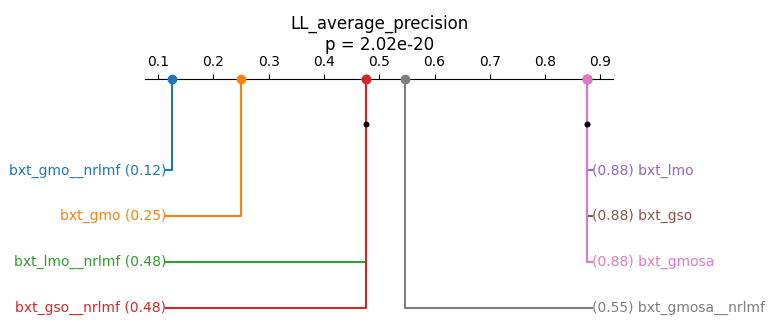 LL_average_precision
p = 2.02e-20
0.1 0.2 0.3 0.4 0.5 0.6 0.7 0.8 0.9
bxt_gmo__nrlmf (0.12)
(0.88) bxt_lmo
bxt_gmo (0.25)
(0.88) bxt_gso
bxt_lmo__nrlmf (0.48)
(0.88) bxt_gmosa
bxt_gso__nrlmf (0.48)
(0.55) bxt_gmosa__nrlmf